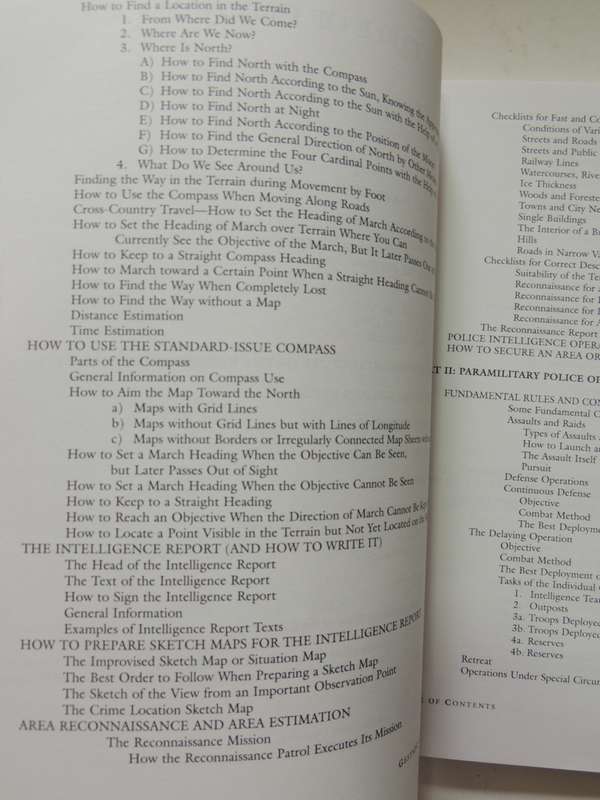 How to Find a Location in the Terrain
1. From Where Did We Come?
2. Where Are We Now?
3. Where Is North?
A) How to Find North with the Compass
B) How to Find North According to the Sun, Knowing the
C) How to Find North According to the Sun with the Help of
D) How to Find North at Night
E) How to Find North According to the Position of the Moon
F) How to Find the General Direction of North by Other Means
G) How to Determine the Four Cardinal Points with the Help
4. What Do We See Around Us?
Finding the Way in the Terrain during Movement by Foot
How to Use the Compass When Moving Along Roads
Cross-Country Travel—How to Set the Heading of March According to
How to Set the Heading of March over Terrain Where You Can
Currently See the Objective of the March, But It Later Passes Out
How to Keep to a Straight Compass Heading
How to March toward a Certain Point When a Straight Heading Cannot Be
How to Find the Way When Completely Lost
How to Find the Way without a Map
Distance Estimation
Time Estimation
HOW TO USE THE STANDARD-ISSUE COMPASS
Parts of the Compass
General Information on Compass Use
How to Aim the Map Toward the North
a) Maps with Grid Lines
b) Maps without Grid Lines but with Lines of Longitude
c) Maps without Borders or Irregularly Connected Map Sheets
How to Set a March Heading When the Objective Can Be Seen,
but Later Passes Out of Sight
How to Set a March Heading When the Objective Cannot Be Seen
How to Keep to a Straight Heading
How to Reach an Objective When the Direction of March Cannot Be
How to Locate a Point Visible in the Terrain but Not Yet Located on
THE INTELLIGENCE REPORT (AND HOW TO WRITE IT)
The Head of the Intelligence Report
The Text of the Intelligence Report
How to Sign the Intelligence Report
General Information
Examples of Intelligence Report Texts
HOW TO PREPARE SKETCH MAPS FOR THE INTELLIGENCE REPORT
The Improvised Sketch Map or Situation Map
The Best Order to Follow When Preparing a Sketch Map
The Sketch of the View from an Important Observation Point
The Crime Location Sketch Map
AREA RECONNAISSANCE AND AREA ESTIMATION
The Reconnaissance Mission
How the Reconnaissance Patrol Executes Its Mission
Checklists for Fast and
Conditions of
Streets and Roads
Streets and Public
Railway Lines
Watercourses,
Ice Thickness
Woods and
Towns and City
Single Buildings
The Interior of a
Hills
Roads in Narrow
Checklists for Correct
Suitability of the
Reconnaissance for
Reconnaissance for
Reconnaissance for
Reconnaissance for
The Reconnaissance Report
POLICE INTELLIGENCE
HOW TO SECURE AN AREA OR
II: PARAMILITARY POLICE
FUNDAMENTAL RULES AND
Some Fundamental
Assaults and Raids
Types of Assaults
How to Launch
The Assault Itself
Pursuit
Defense Operations
Continuous Defense
Objective
Combat Method
The Best
The Delaying Operation
Objective
Combat Method
The Best Deployment
Tasks of the Individual
1. Intelligence
2. Outposts
3a. Troops
3b. Troops
4a. Reserves
4b. Reserves
Retreat
Operations Under Special
OF CONTENTS